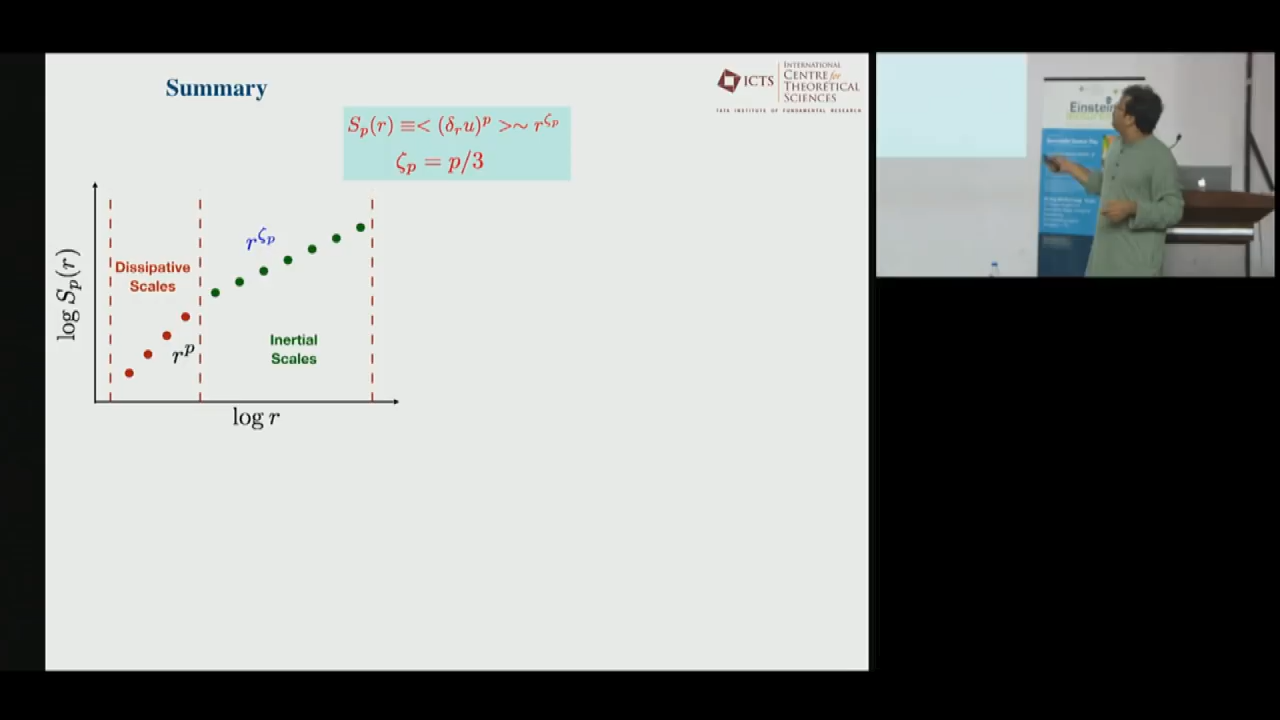 Summary
ICTS
INTERNATIONAL
CENTRE for
THEORETICAL
SCIENCES
TATA INSTITUTE OF FUNDAMENTAL RESEARCH
S_p(r) ≡< (δ_r u)^p >∼ r^{ζ_p}
ζ_p = p/3
r^{ζ_p}
Dissipative
Scales
log S_p(r)
r^p
Inertial
Scales
log r
Einstein